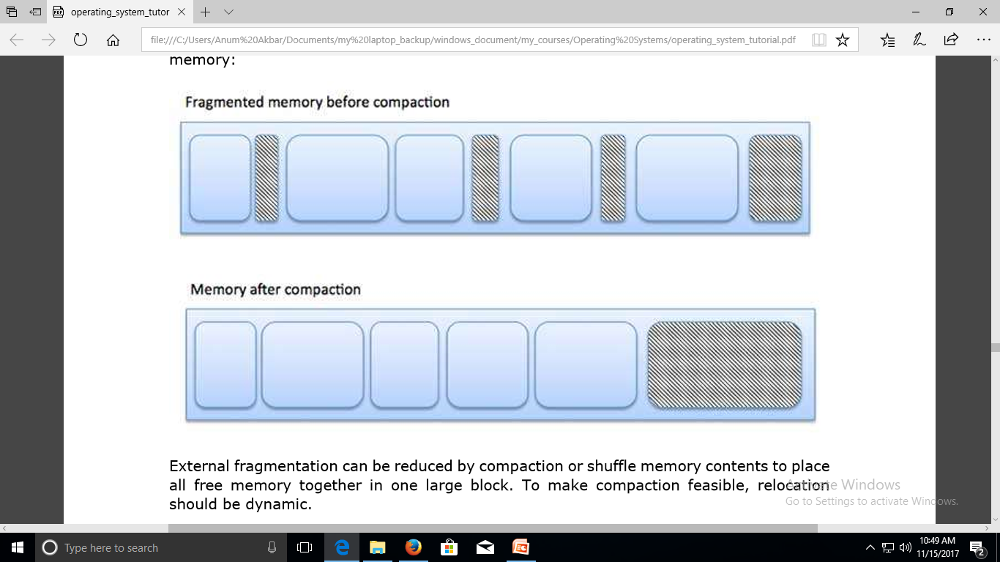 operating_system_tutor
file:///C:/Users/Anum%20Akbar/Documents/my%20laptop_backup/windows_document/my_courses/Operating%20Systems/operating_system_tutorial.pdf
memory:
Fragmented memory before compaction
Memory after compaction
External fragmentation can be reduced by compaction or shuffle memory contents to place
all free memory together in one large block. To make compaction feasible, relocation
should be dynamic.
Activate Windows
Go to Settings to activate Windows.
Type here to search
10:49 AM
11/15/2017
2